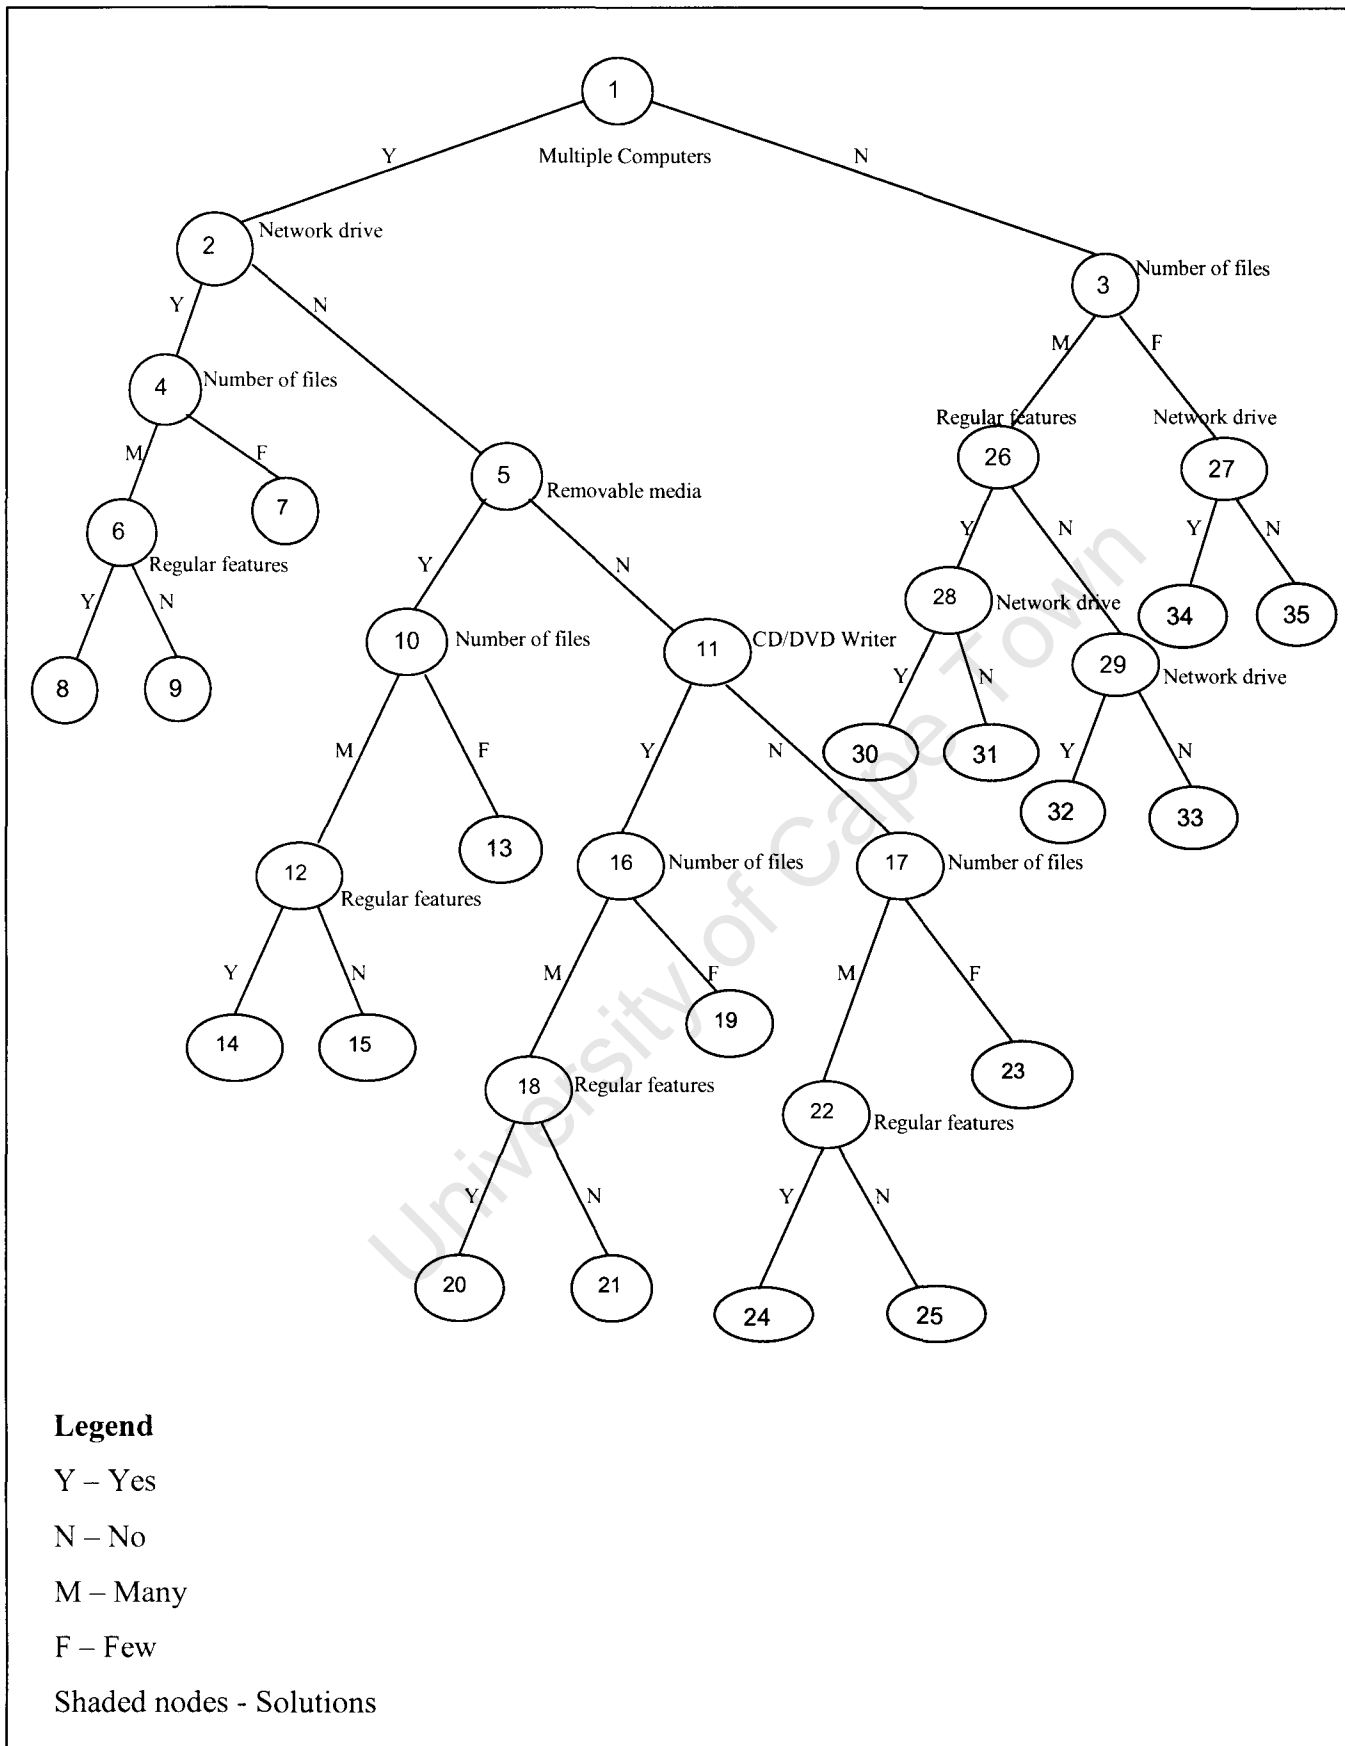 1
Y
Multiple Computers
N
2
Network drive
3
Number of files
Y
N
M
F
4
Number of files
Regular features
Network drive
M
F
5
Removable media
26
27
6
7
Regular features
Y
N
Y
N
Y
N
Y
N
28
Network drive
34
35
10
Number of files
11
CD/DVD Writer
29
Network drive
8
9
Y
N
30
31
M
F
Y
N
Y
N
32
33
12
Regular features
13
16
Number of files
17
Number of files
Y
N
M
F
M
F
14
15
19
23
18
Regular features
22
Regular features
Y
N
Y
N
20
21
24
25
University of Cape Town
Legend
Y – Yes
N – No
M – Many
F – Few
Shaded nodes - Solutions